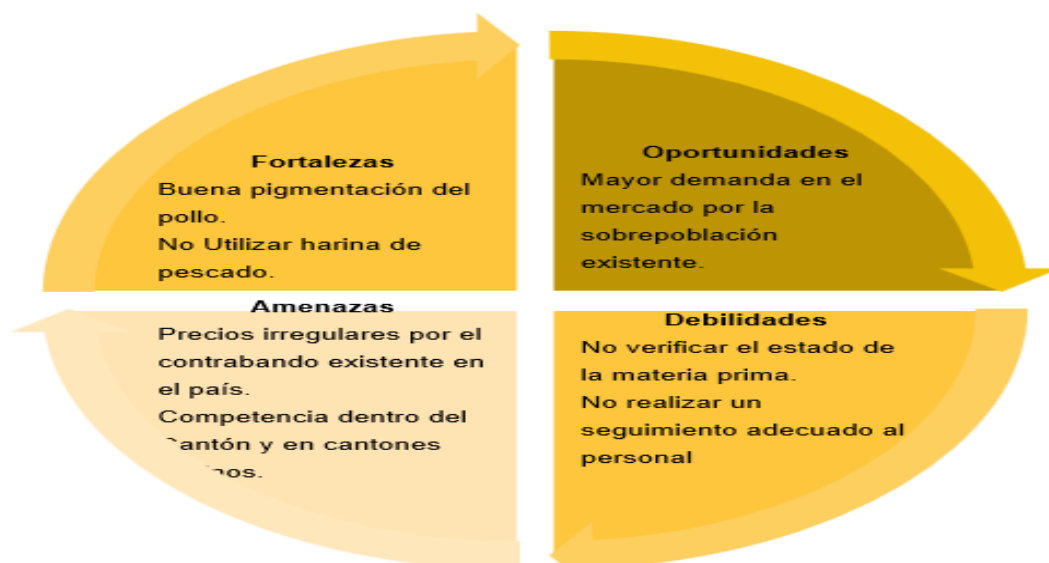 Fortalezas
Buena pigmentación del
pollo.
No Utilizar harina de
pescado.
Oportunidades
Mayor demanda en el
mercado por la
sobrepoblación
existente.
Amenazas
Precios irregulares por el
contrabando existente en
el país.
Competencia dentro del
y en cantones
Debilidades
No verificar el estado de
la materia prima.
No realizar un
seguimiento adecuado al
personal